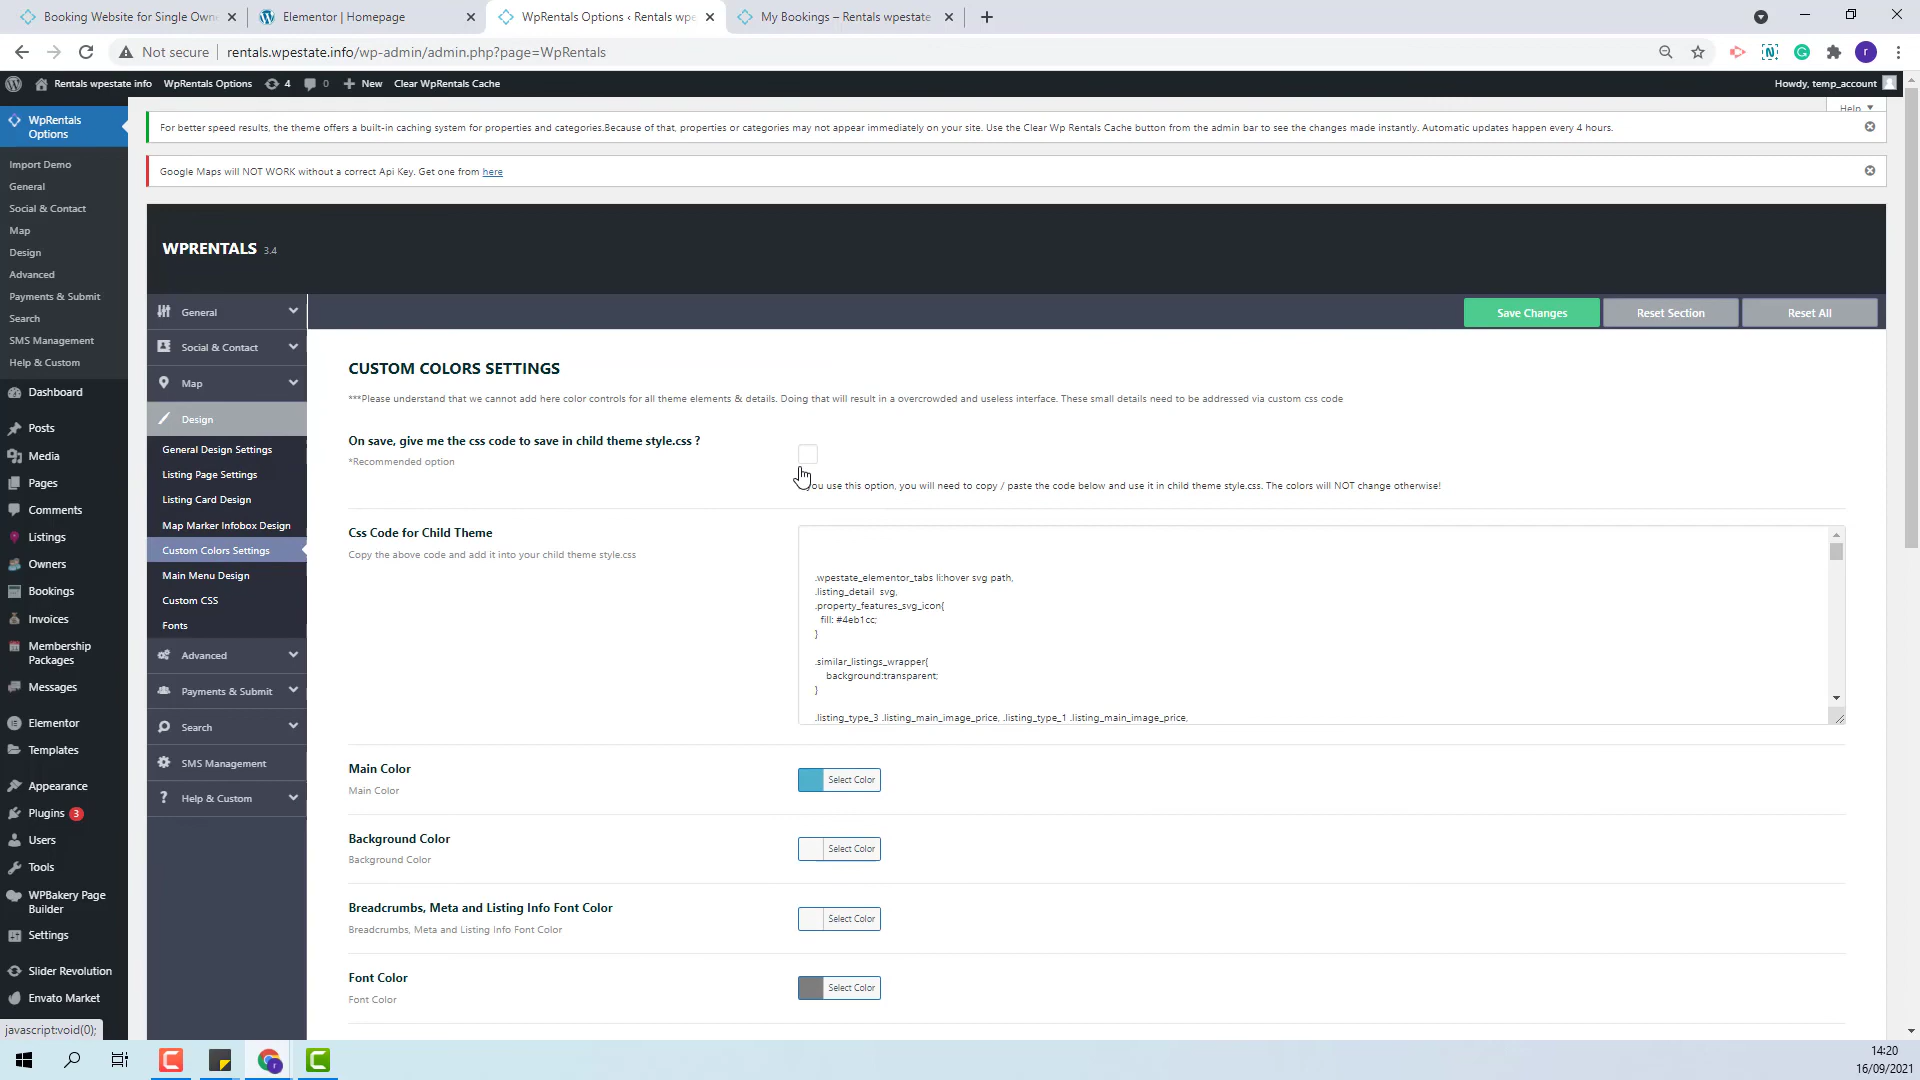 Booking Website for Single Own
Elementor | Homepage
WpRentals Options ‹ Rentals wpe
My Bookings – Rentals wpestate
Not secure
rentals.wpestate.info/wp-admin/admin.php?page=WpRentals
Rentals wpestate info
WpRentals Options
4
0
New
Clear WpRentals Cache
Howdy, temp_account
Help
WpRentals Options
Import Demo
General
Social & Contact
Map
Design
Advanced
Payments & Submit
Search
SMS Management
Help & Custom
Dashboard
Posts
Media
Pages
Comments
Listings
Owners
Bookings
Invoices
Membership Packages
Messages
Elementor
Templates
Appearance
Plugins 3
Users
Tools
WPBakery Page Builder
Settings
Slider Revolution
Envato Market
javascript:void(0);
For better speed results, the theme offers a built-in caching system for properties and categories.Because of that, properties or categories may not appear immediately on your site. Use the Clear Wp Rentals Cache button from the admin bar to see the changes made instantly. Automatic updates happen every 4 hours.
Google Maps will NOT WORK without a correct Api Key. Get one from here
WPRENTALS 3.4
General
Social & Contact
Map
Design
General Design Settings
Listing Page Settings
Listing Card Design
Map Marker Infobox Design
Custom Colors Settings
Main Menu Design
Custom CSS
Fonts
Advanced
Payments & Submit
Search
SMS Management
Help & Custom
Save Changes
Reset Section
Reset All
CUSTOM COLORS SETTINGS
***Please understand that we cannot add here color controls for all theme elements & details. Doing that will result in a overcrowded and useless interface. These small details need to be addressed via custom css code
On save, give me the css code to save in child theme style.css ?
*Recommended option
you use this option, you will need to copy / paste the code below and use it in child theme style.css. The colors will NOT change otherwise!
Css Code for Child Theme
Copy the above code and add it into your child theme style.css
.wpestate_elementor_tabs li:hover svg path,
.listing_detail  svg,
.property_features_svg_icon{
fill: #4eb1cc;
}
.similar_listings_wrapper{
background:transparent;
}
.listing_type_3 .listing_main_image_price, .listing_type_1 .listing_main_image_price,
Main Color
Main Color
Select Color
Background Color
Background Color
Select Color
Breadcrumbs, Meta and Listing Info Font Color
Breadcrumbs, Meta and Listing Info Font Color
Select Color
Font Color
Font Color
Select Color
14:20
16/09/2021